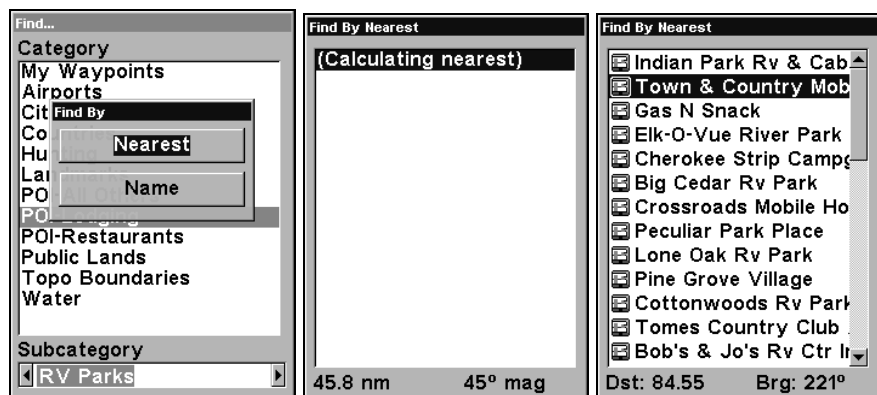 Find...
Category
My Waypoints
Airports
Cit
Find By
Co
Nearest
Hun
Lan
Name
PO
POI-Lodging
POI-Restaurants
Public Lands
Topo Boundaries
Water
Subcategory
RV Parks
Find By Nearest
(Calculating nearest)
45.8 nm 45º mag
Find By Nearest
Indian Park Rv & Cab
Town & Country Mob
Gas N Snack
Elk-O-Vue River Park
Cherokee Strip Campg
Big Cedar Rv Park
Crossroads Mobile Ho
Peculiar Park Place
Lone Oak Rv Park
Pine Grove Village
Cottonwoods Rv Park
Tomes Country Club
Bob's & Jo's Rv Ctr In
Dst: 84.55 Brg: 221º